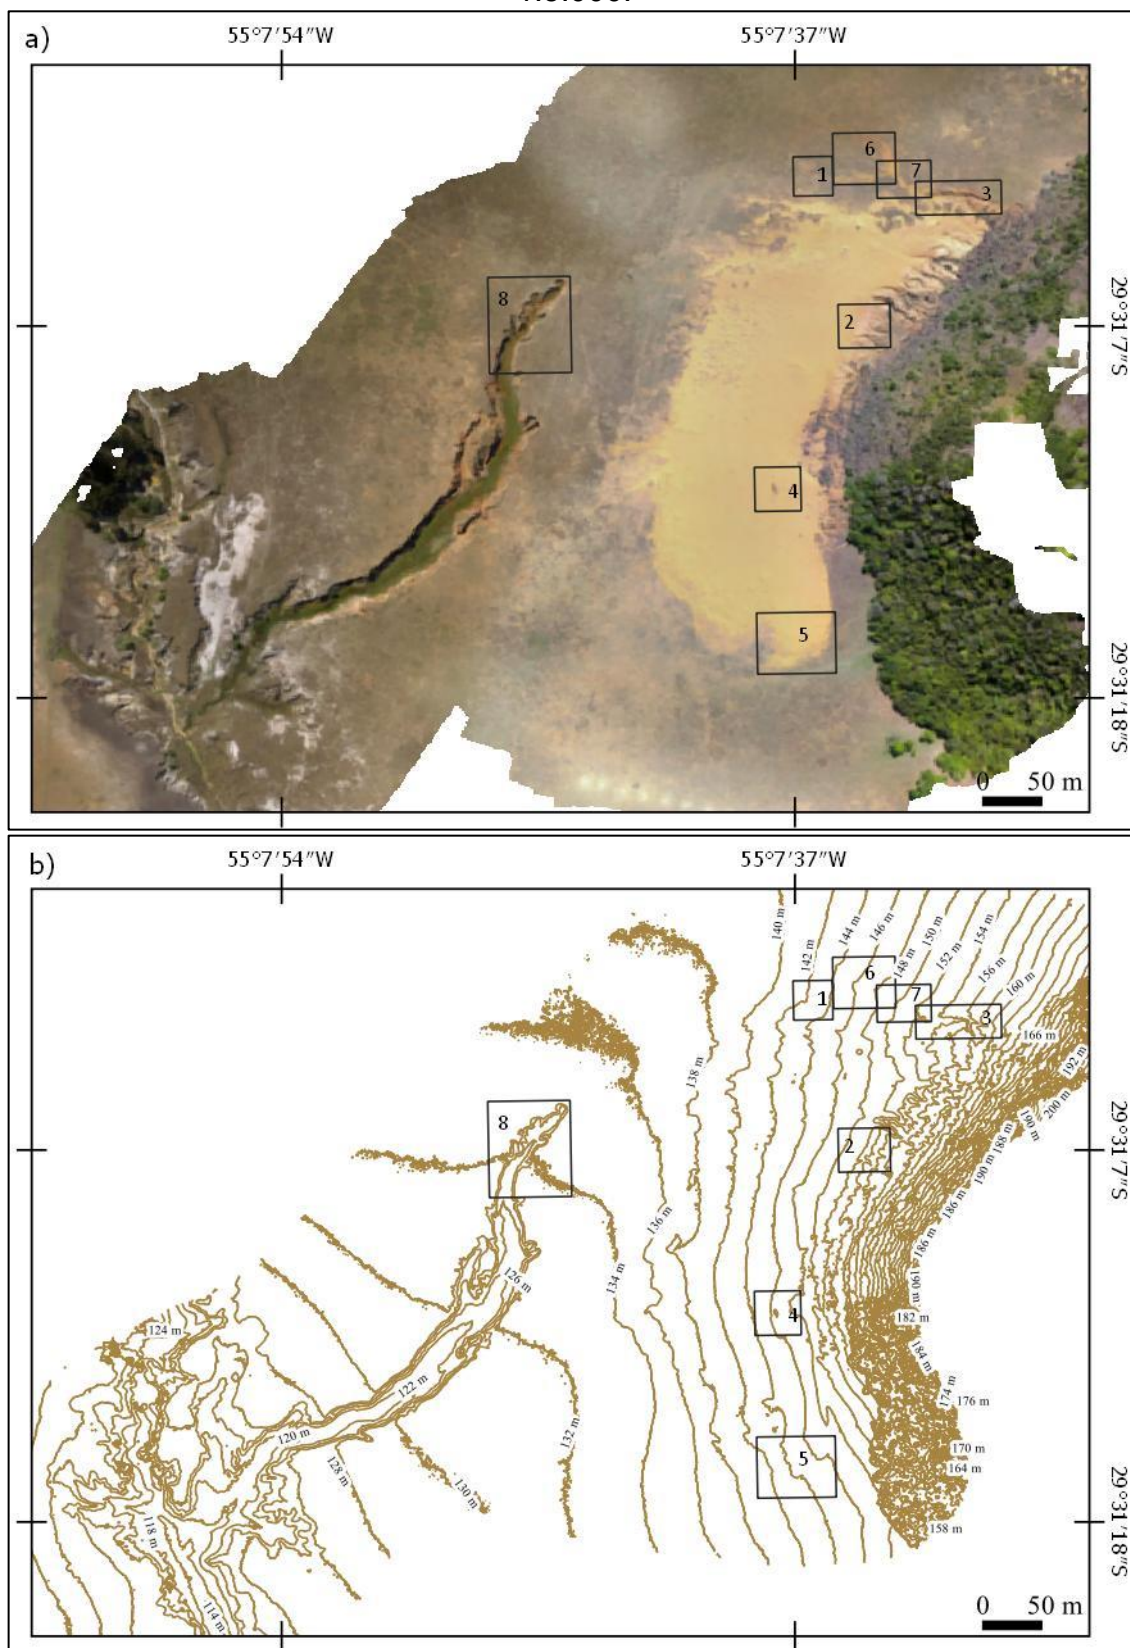 a)
55°7'54"W
55°7'37"W
6
1
7
3
8
2
29°31'7"S
4
5
29°31'18"S
0 50 m
b)
55°7'54"W
55°7'37"W
140 m
142 m
144 m
146 m
148 m
150 m
152 m
154 m
156 m
160 m
6
1
7
3
166 m
192 m
200 m
190 m
188 m
190 m
186 m
186 m
190 m
138 m
8
2
29°31'7"S
136 m
134 m
126 m
4
182 m
184 m
174 m
176 m
124 m
122 m
120 m
132 m
5
170 m
164 m
128 m
130 m
118 m
158 m
29°31'18"S
114 m
0 50 m